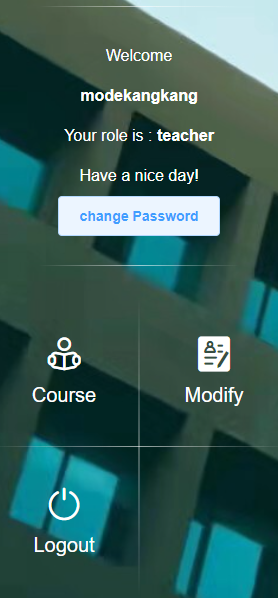 Welcome
modekangkang
Your role is : teacher
Have a nice day!
change Password
Course
Modify
Logout